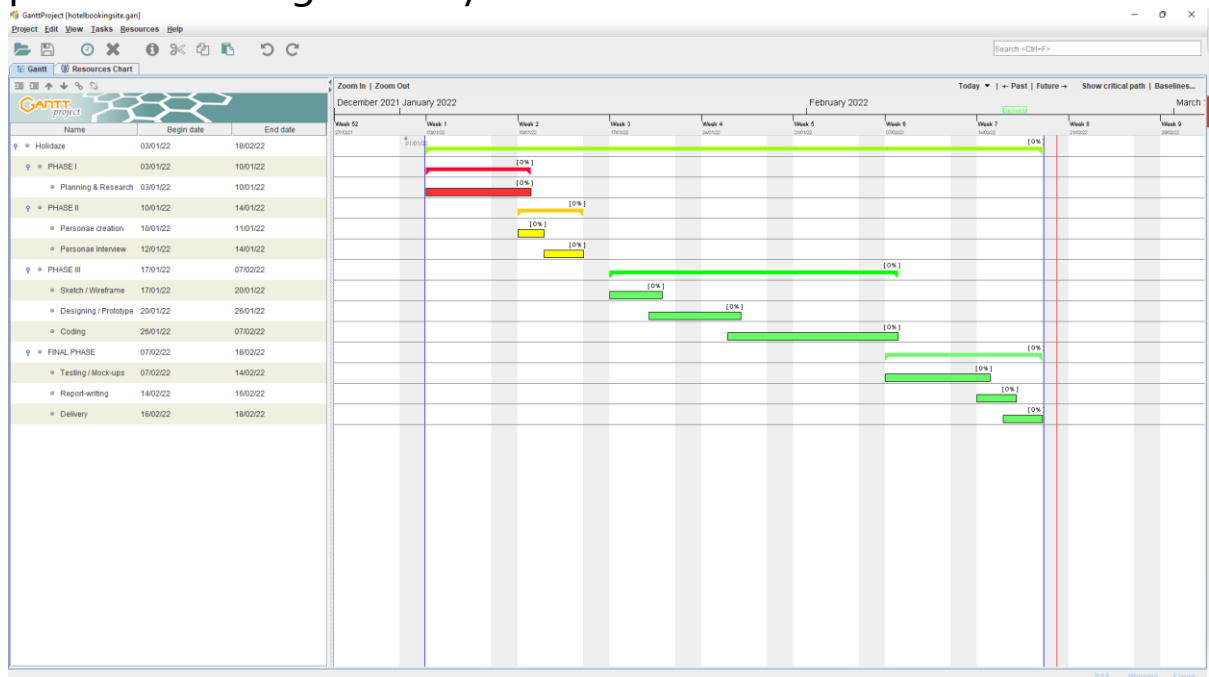 GanttProject [hotelbookingsite.gan]
Project Edit View Tasks Resources Help
Search <Ctrl+F>
Gantt Resources Chart
Zoom In | Zoom Out Today ▼ | ← Past | Future → Show critical path | Baselines...
GANTT project
December 2021 January 2022 February 2022 March
Name Begin date End date
Week 52 Week 1 Week 2 Week 3 Week 4 Week 5 Week 6 Week 7 Week 8 Week 9
Holidaze 03/01/22 18/02/22 [0%
PHASE I 03/01/22 10/01/22 [0%]
Planning & Research 03/01/22 10/01/22 [0%]
PHASE II 10/01/22 14/01/22 [0%]
Personae creation 10/01/22 11/01/22 [0%]
Personae Interview 12/01/22 14/01/22 [0%]
PHASE III 17/01/22 07/02/22 [0%]
Sketch / Wireframe 17/01/22 20/01/22 [0%]
Designing / Prototype 20/01/22 26/01/22 [0%]
Coding 26/01/22 07/02/22 [0%]
FINAL PHASE 07/02/22 18/02/22 [0%
Testing / Mock-ups 07/02/22 14/02/22 [0%]
Report-writing 14/02/22 16/02/22 [0%]
Delivery 16/02/22 18/02/22 [0%